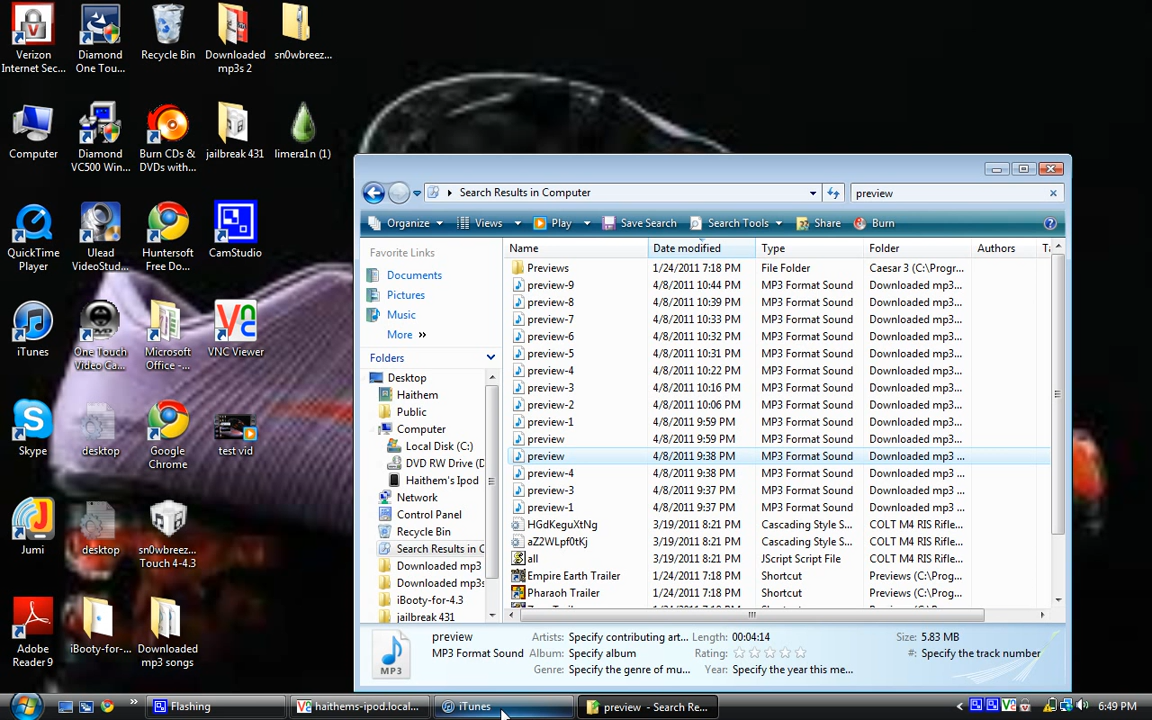 Verizon
Internet Sec...
Diamond
One Tou...
Recycle Bin
Downloaded
mp3s 2
sn0wbreez...
Computer
Diamond
VC500 Win...
Burn CDs &
DVDs with...
jailbreak 431
limera1n (1)
QuickTime
Player
Ulead
VideoStud...
Huntersoft
Free Do...
CamStudio
iTunes
One Touch
Video Ca...
Microsoft
Office - ...
VNC Viewer
Skype
desktop
Google
Chrome
test vid
Jumi
desktop
sn0wbreez...
Touch 4-4.3
Adobe
Reader 9
iBooty-for-...
Downloaded
mp3 songs
Search Results in Computer
preview
Organize Views Play Save Search Search Tools Share Burn
Favorite Links
Documents
Pictures
Music
More »
Folders
Desktop
Haithem
Public
Computer
Local Disk (C:)
DVD RW Drive (D
Haithem's Ipod
Network
Control Panel
Recycle Bin
Search Results in C
Downloaded mp3
Downloaded mp3s
iBooty-for-4.3
jailbreak 431
Name Date modified Type Folder Authors
Previews 1/24/2011 7:18 PM File Folder Caesar 3 (C:\Progr...
preview-9 4/8/2011 10:44 PM MP3 Format Sound Downloaded mp3...
preview-8 4/8/2011 10:39 PM MP3 Format Sound Downloaded mp3...
preview-7 4/8/2011 10:33 PM MP3 Format Sound Downloaded mp3...
preview-6 4/8/2011 10:32 PM MP3 Format Sound Downloaded mp3...
preview-5 4/8/2011 10:31 PM MP3 Format Sound Downloaded mp3...
preview-4 4/8/2011 10:22 PM MP3 Format Sound Downloaded mp3...
preview-3 4/8/2011 10:16 PM MP3 Format Sound Downloaded mp3...
preview-2 4/8/2011 10:06 PM MP3 Format Sound Downloaded mp3...
preview-1 4/8/2011 9:59 PM MP3 Format Sound Downloaded mp3...
preview 4/8/2011 9:59 PM MP3 Format Sound Downloaded mp3...
preview 4/8/2011 9:38 PM MP3 Format Sound Downloaded mp3 ...
preview-4 4/8/2011 9:38 PM MP3 Format Sound Downloaded mp3 ...
preview-3 4/8/2011 9:37 PM MP3 Format Sound Downloaded mp3 ...
preview-1 4/8/2011 9:37 PM MP3 Format Sound Downloaded mp3 ...
HGdKeguXtNg 3/19/2011 8:21 PM Cascading Style S... COLT M4 RIS Rifle...
aZ2WLpf0tKj 3/19/2011 8:21 PM Cascading Style S... COLT M4 RIS Rifle...
all 3/19/2011 8:21 PM JScript Script File COLT M4 RIS Rifle...
Empire Earth Trailer 1/24/2011 7:18 PM Shortcut Previews (C:\Prog...
Pharaoh Trailer 1/24/2011 7:18 PM Shortcut Previews (C:\Prog...
preview Artists: Specify contributing art... Length: 00:04:14 Size: 5.83 MB
MP3 Format Sound Album: Specify album Rating: #: Specify the track number
Genre: Specify the genre of mu... Year: Specify the year this me...
MP3
Flashing
haithems-ipod.local...
iTunes
preview - Search Re...
6:49 PM